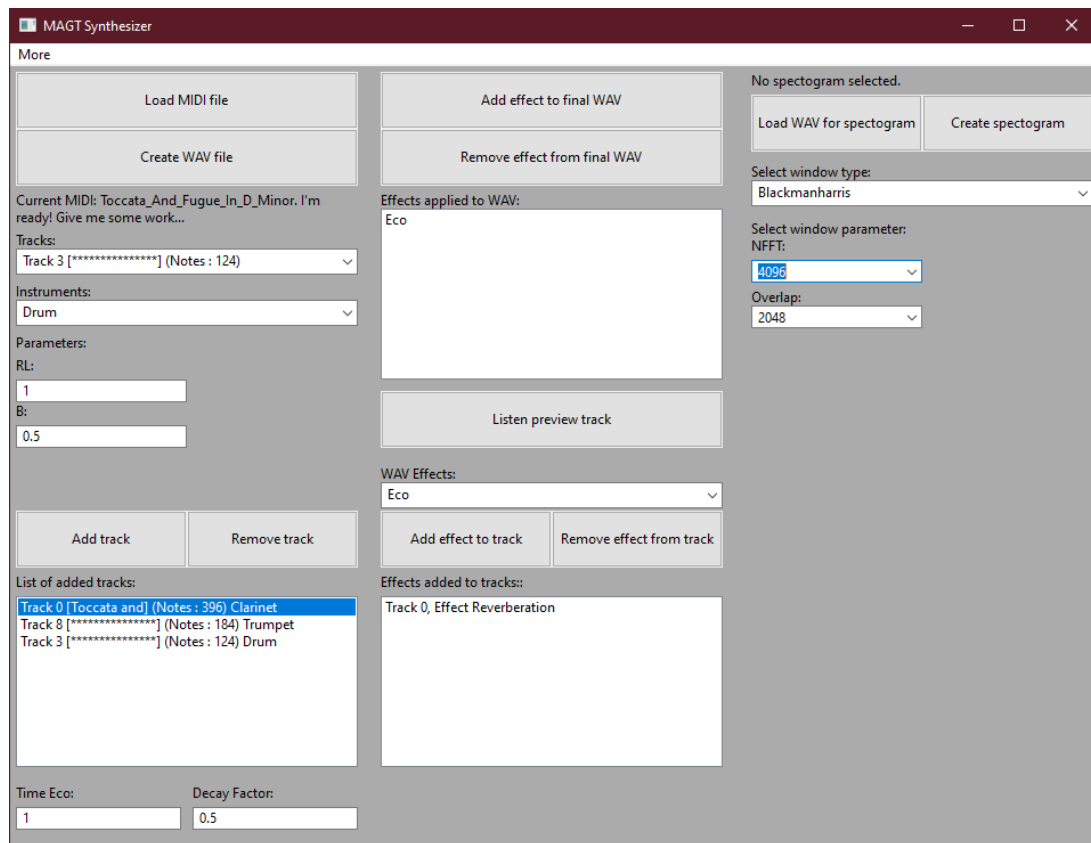 MAGT Synthesizer
More
Load MIDI file
Create WAV file
Current MIDI: Toccata_And_Fugue_In_D_Minor. I'm
ready! Give me some work...
Tracks:
Track 3 [***************] (Notes : 124)
Instruments:
Drum
Parameters:
RL:
1
B:
0.5
Add track
Remove track
List of added tracks:
Track 0 [Toccata and] (Notes : 396) Clarinet
Track 8 [***************] (Notes : 184) Trumpet
Track 3 [***************] (Notes : 124) Drum
Time Eco:
Decay Factor:
1
0.5
Add effect to final WAV
Remove effect from final WAV
Effects applied to WAV:
Eco
Listen preview track
WAV Effects:
Eco
Add effect to track
Remove effect from track
Effects added to tracks::
Track 0, Effect Reverberation
No spectogram selected.
Load WAV for spectogram
Create spectogram
Select window type:
Blackmanharris
Select window parameter:
NFFT:
4096
Overlap:
2048